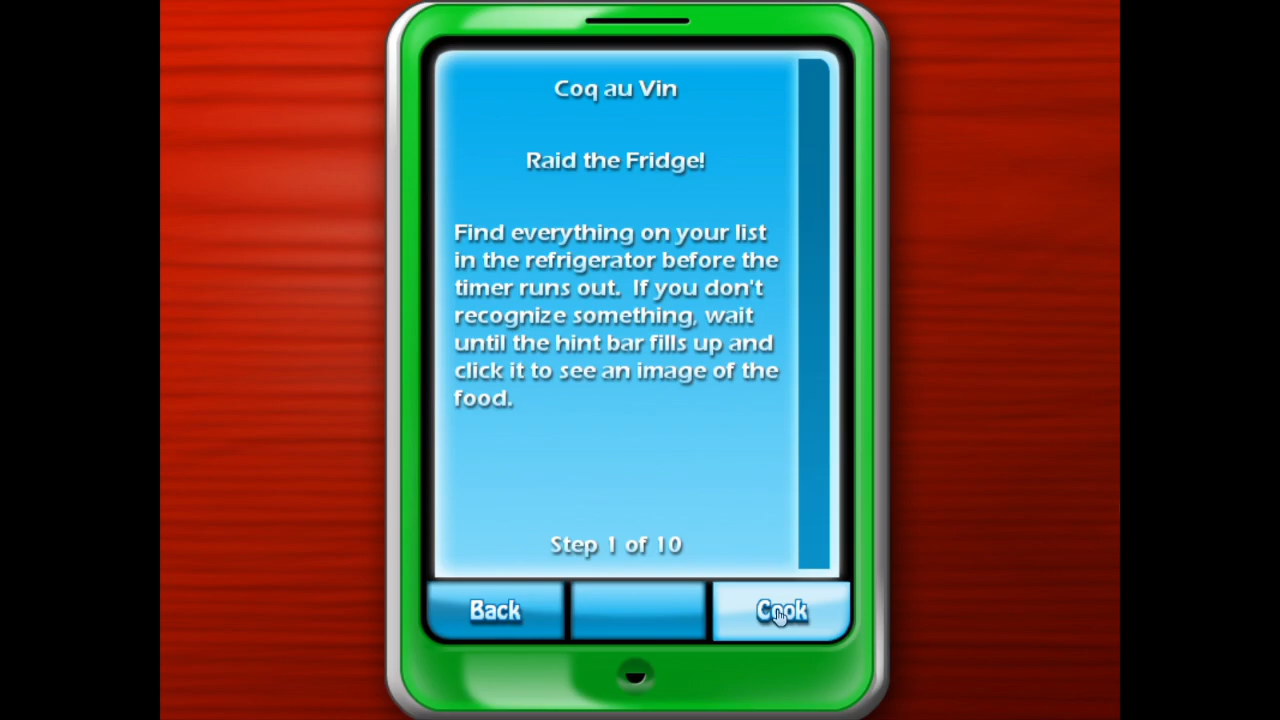 Coq au Vin
Raid the Fridge!
Find everything on your list
in the refrigerator before the
timer runs out.  If you don't
recognize something, wait
until the hint bar fills up and
click it to see an image of the
food.
Step 1 of 10
Back
Cook